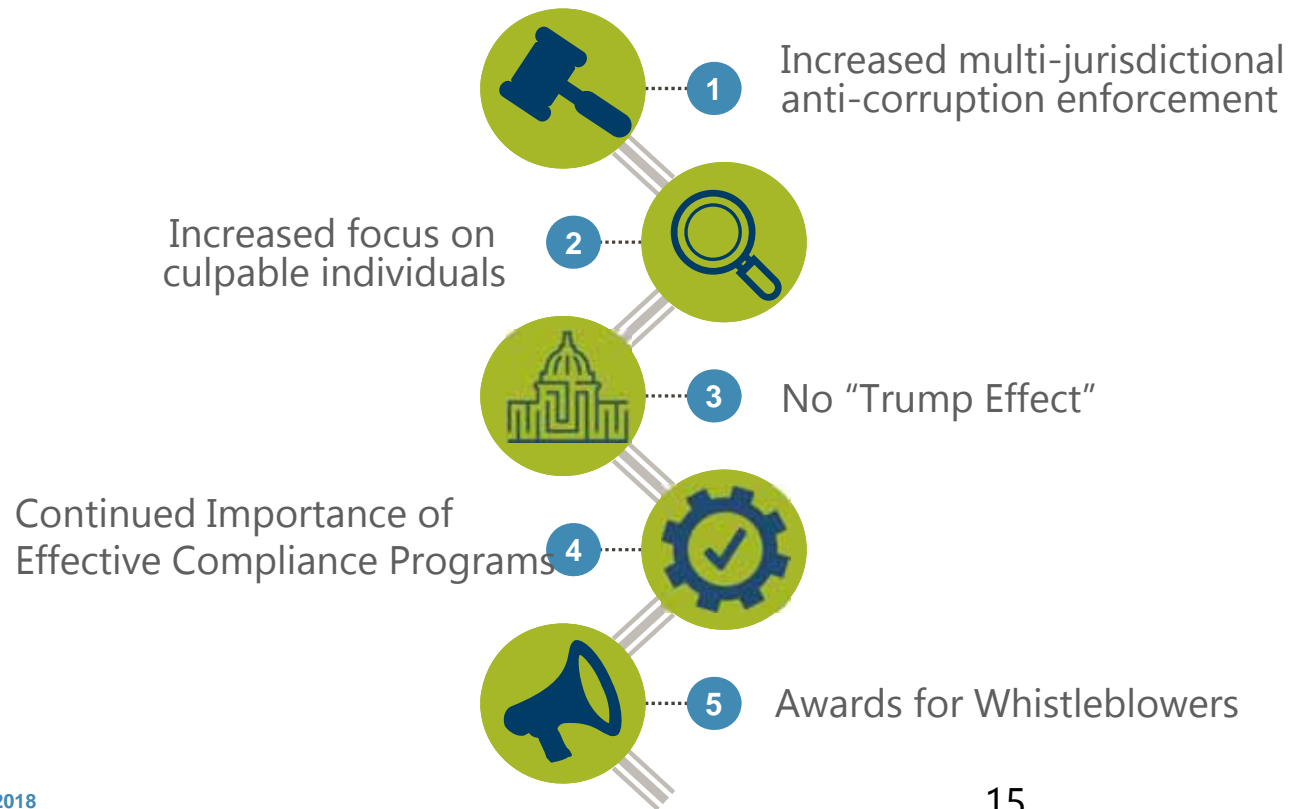 1
Increased multi-jurisdictional
anti-corruption enforcement
Increased focus on
culpable individuals
2
3
No “Trump Effect”
Continued Importance of
Effective Compliance Programs
4
5
Awards for Whistleblowers
2018
15